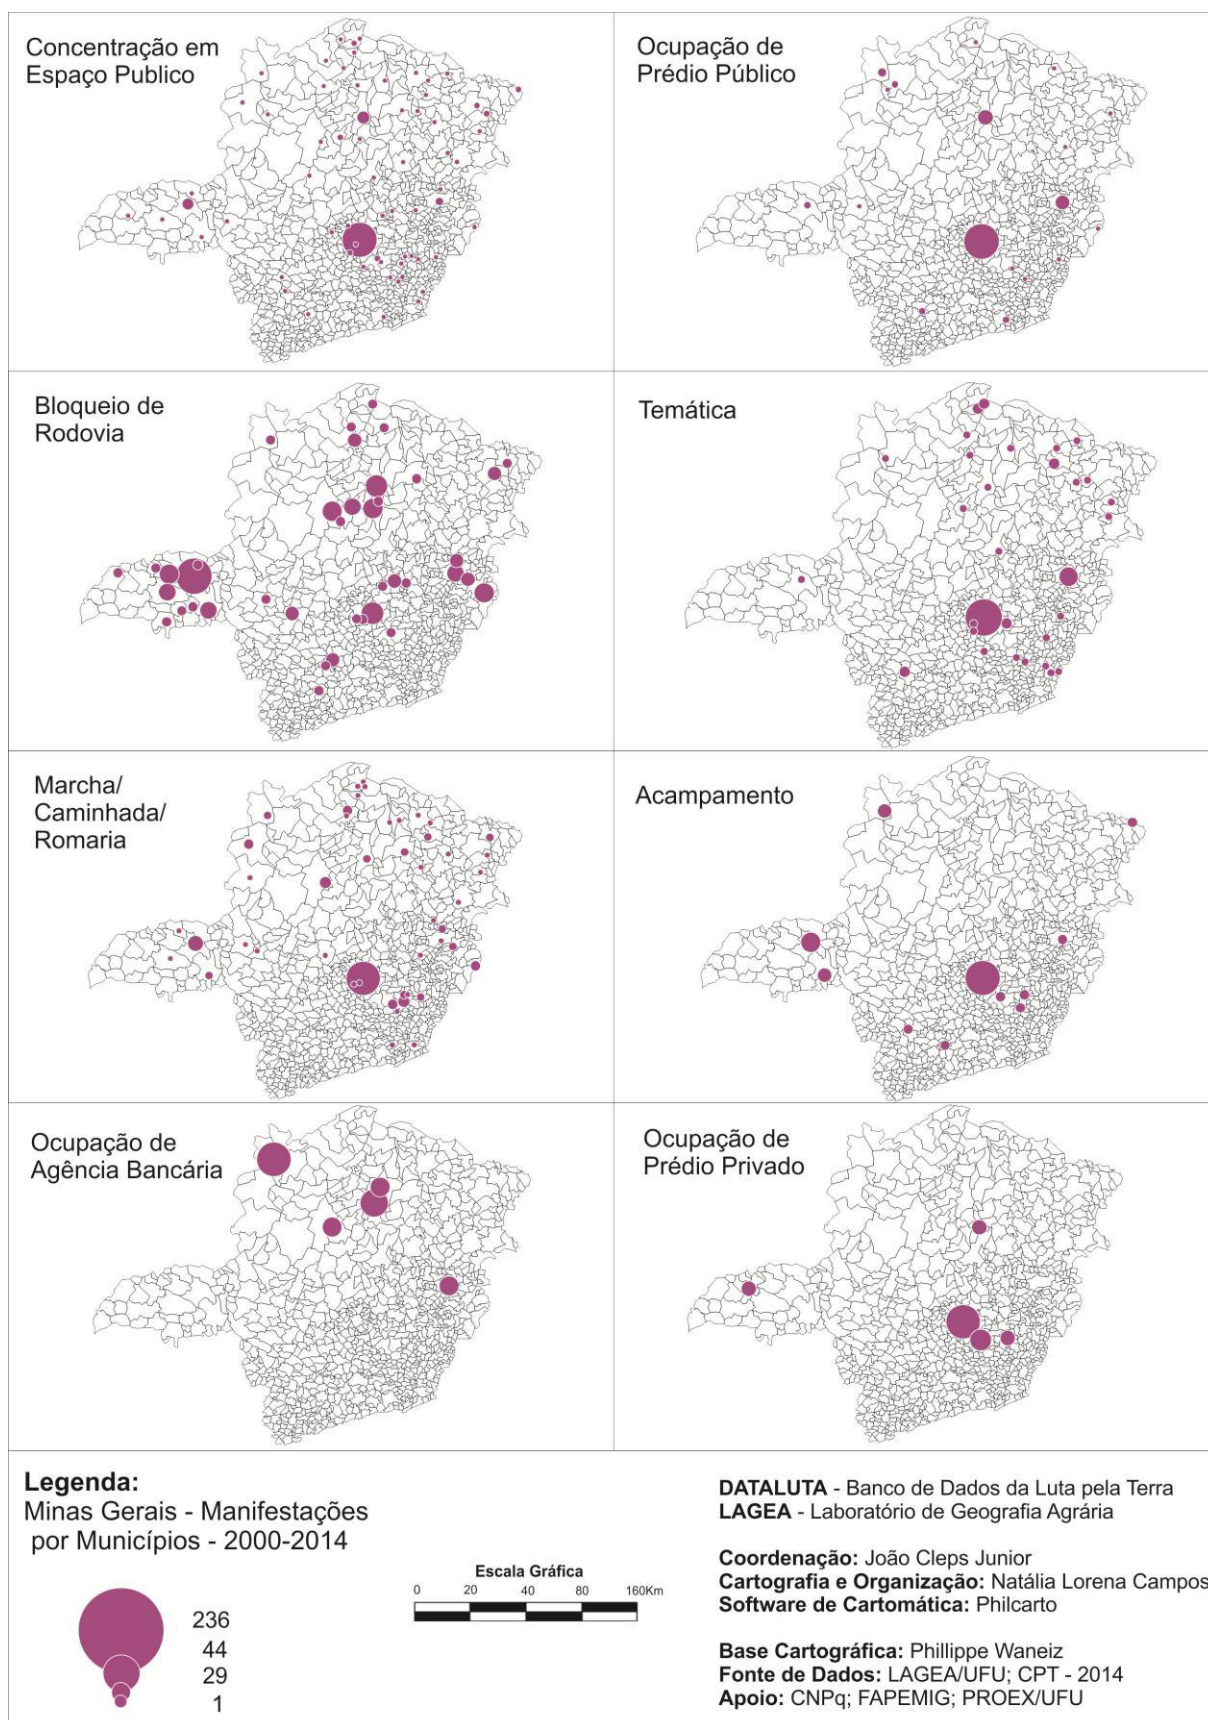 Concentração em
Espaço Publico
Ocupação de
Prédio Público
Bloqueio de
Rodovia
Temática
Marcha/
Caminhada/
Romaria
Acampamento
Ocupação de
Agência Bancária
Ocupação de
Prédio Privado
Legenda:
Minas Gerais - Manifestações
por Municípios - 2000-2014
236
44
29
1
Escala Gráfica
0 20 40 80 160Km
DATALUTA - Banco de Dados da Luta pela Terra
LAGEA - Laboratório de Geografia Agrária
Coordenação: João Cleps Junior
Cartografia e Organização: Natália Lorena Campos
Software de Cartomática: Philcarto
Base Cartográfica: Phillippe Waneiz
Fonte de Dados: LAGEA/UFU; CPT - 2014
Apoio: CNPq; FAPEMIG; PROEX/UFU